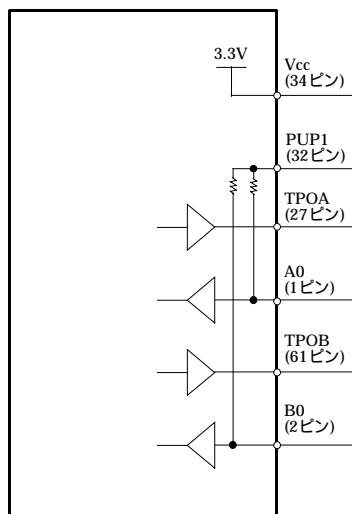 3.3V
Vcc
(34ピン)
PUP1
(32ピン)
TPOA
(27ピン)
A0
(1ピン)
TPOB
(61ピン)
B0
(2ピン)